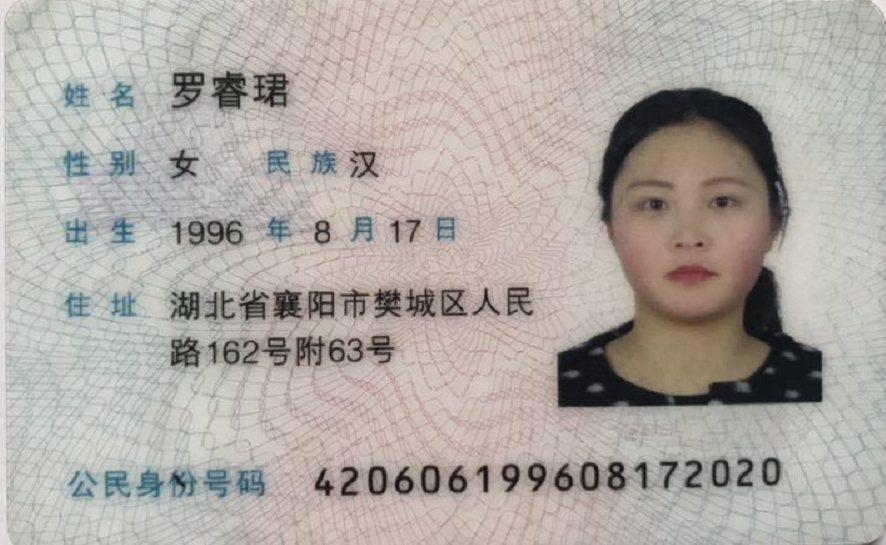 姓名 罗睿珺
性别 女 民族 汉
出生 1996 年 8 月 17 日
住址 湖北省襄阳市樊城区人民
路162号附63号
公民身份号码 420606199608172020